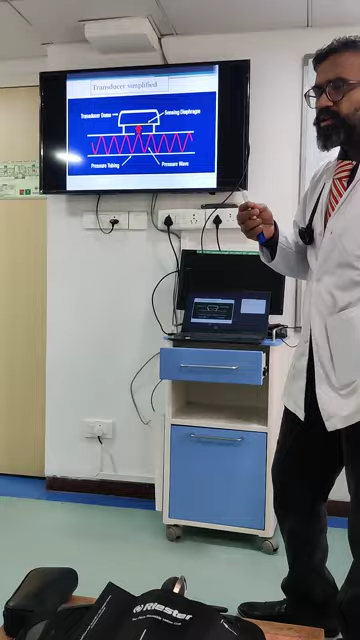 Transducer simplified
Transducer Dome
Sensing Diaphragm
Pressure Tubing
Pressure Wave
Riester